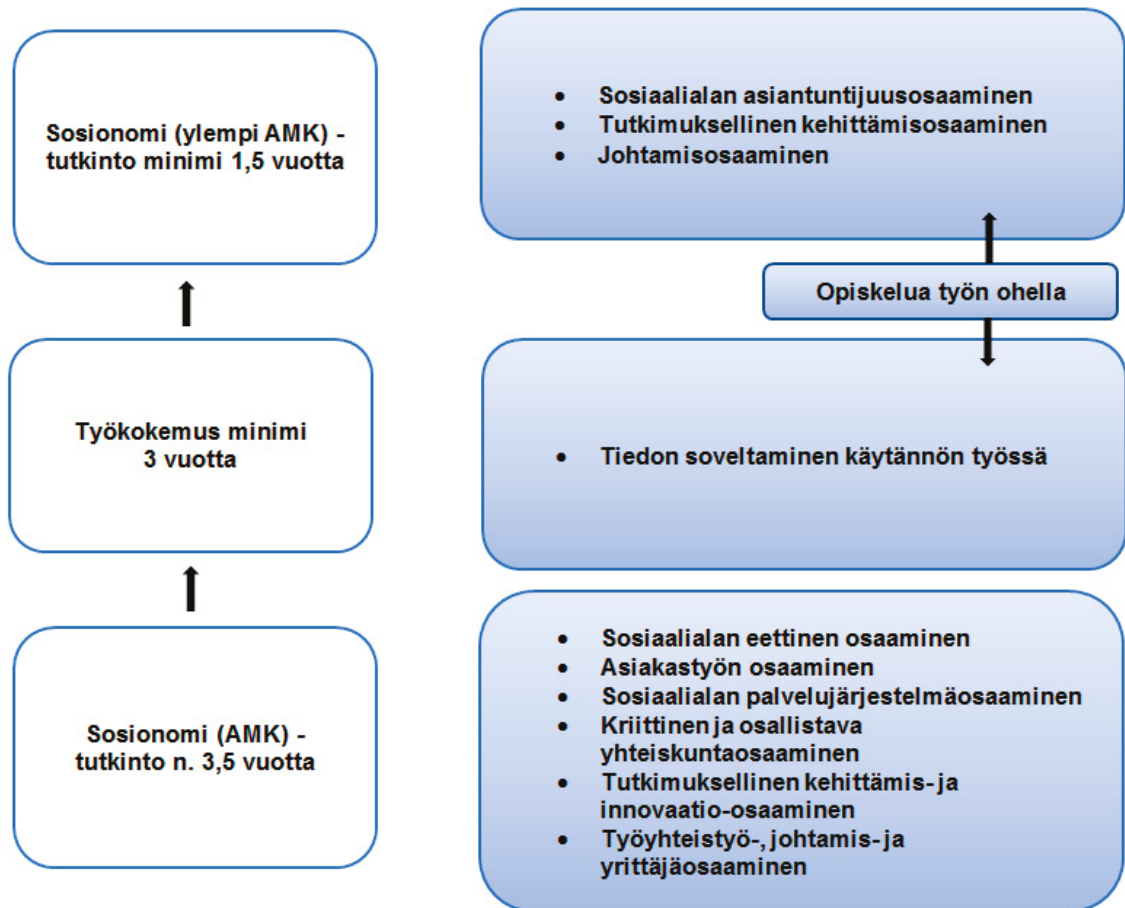 Sosionomi (ylempi AMK) -
tutkinto minimi 1,5 vuotta
• Sosiaalialan asiantuntijuusosaaminen
• Tutkimuksellinen kehittämisosaaminen
• Johtamisosaaminen
Opiskelua työn ohella
Työkokemus minimi
3 vuotta
• Tiedon soveltaminen käytännön työssä
Sosionomi (AMK) -
tutkinto n. 3,5 vuotta
• Sosiaalialan eettinen osaaminen
• Asiakastyön osaaminen
• Sosiaalialan palvelujärjestelmäosaaminen
• Kriittinen ja osallistava
yhteiskuntaosaaminen
• Tutkimuksellinen kehittämis- ja
innovaatio-osaaminen
• Työyhteistyö-, johtamis- ja
yrittäjäosaaminen